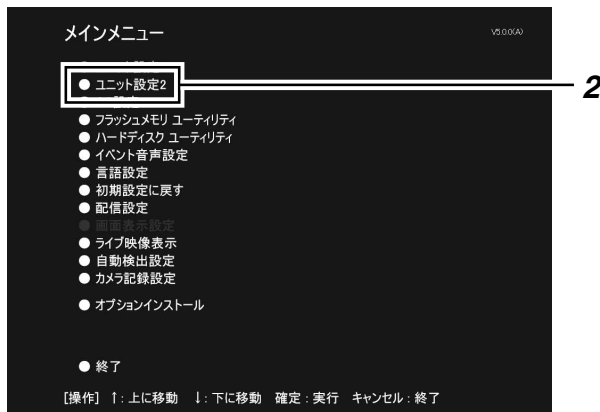 メインメニュー
V5.0.0(A)
ユニット設定2
2
フラッシュメモリ ユーティリティ
ハードディスク ユーティリティ
イベント音声設定
言語設定
初期設定に戻す
配信設定
画面表示設定
ライブ映像表示
自動検出設定
カメラ記録設定
オプションインストール
終了
[操作] ↑:上に移動 ↓:下に移動 確定:実行 キャンセル:終了